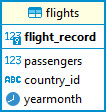 flights
123 flight_record
123 passengers
ABC country_id
yearmonth